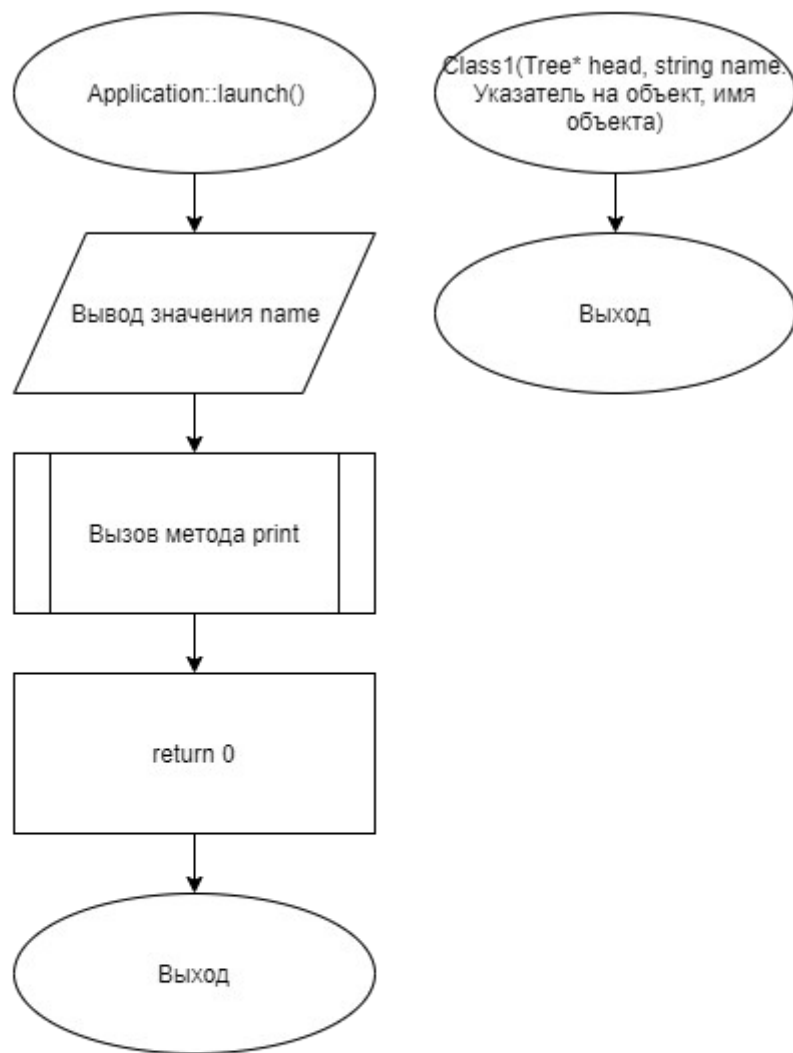 Application::launch()
Вывод значения name
Вызов метода print
return 0
Выход
Class1(Tree* head, string name.
Указатель на объект, имя
объекта)
Выход